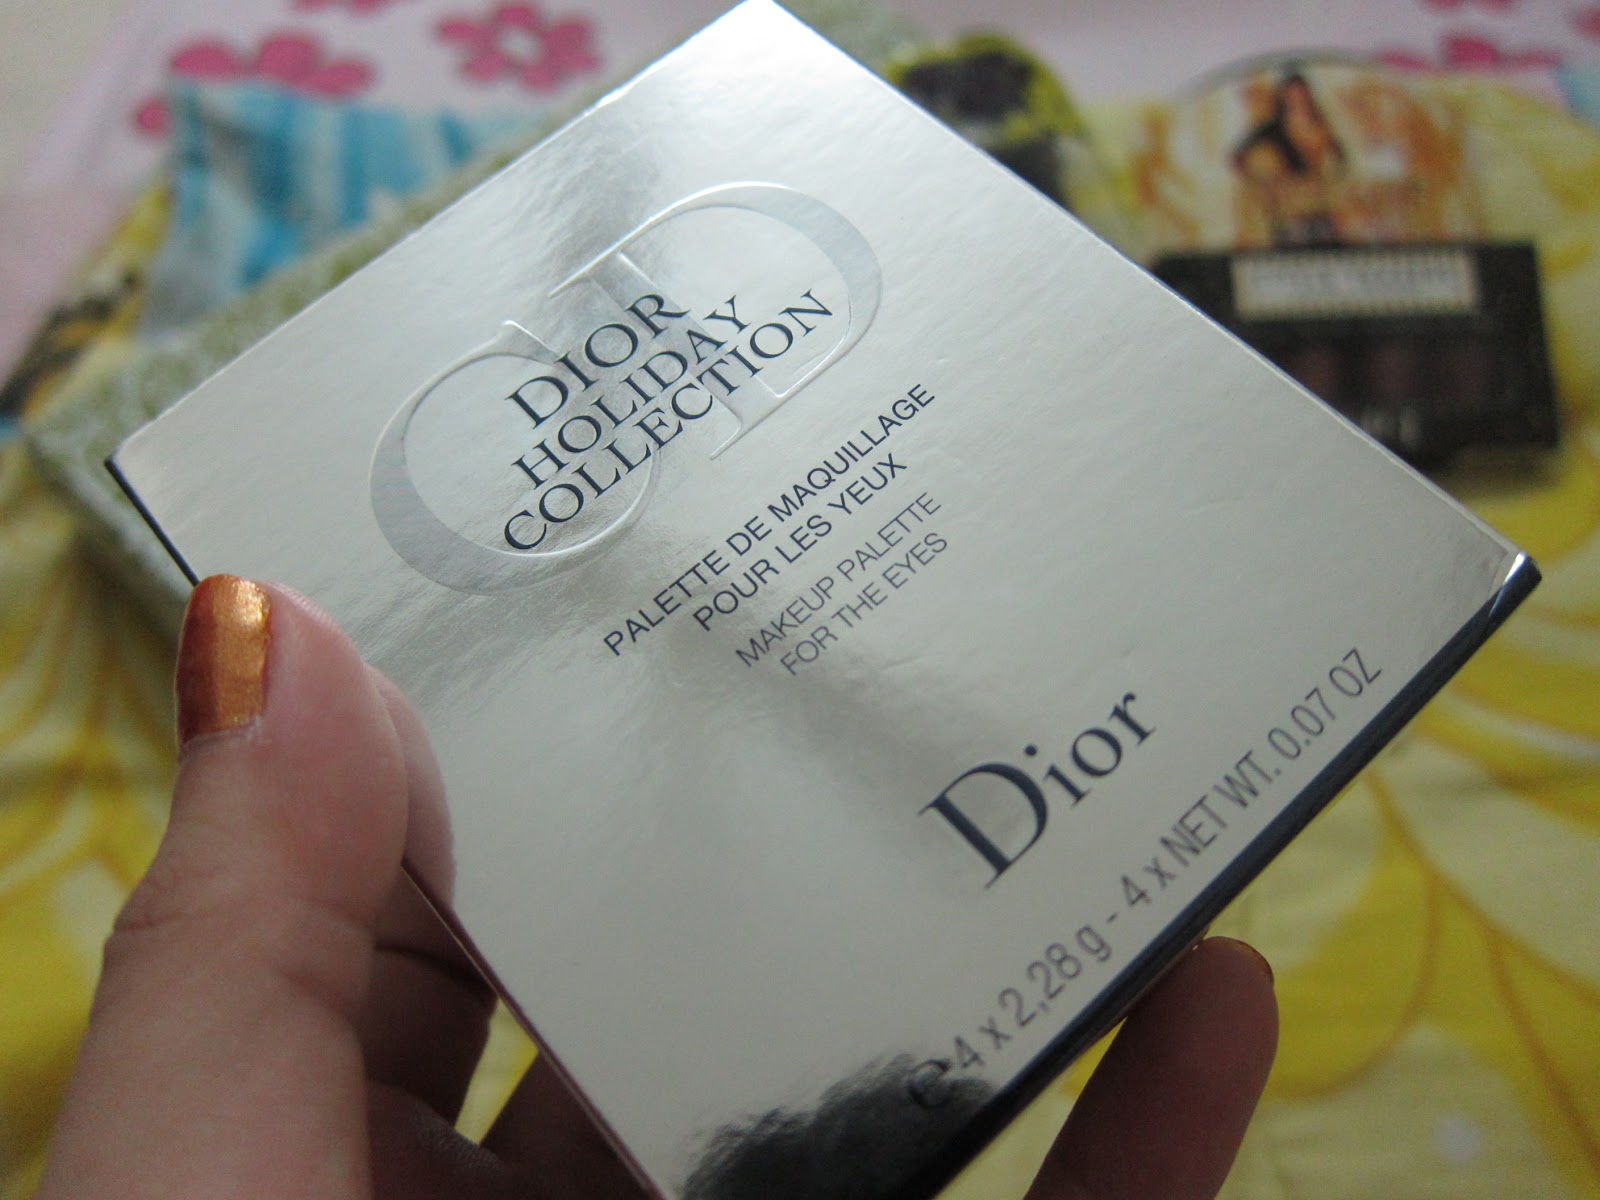 CD
DIOR
HOLIDAY
COLLECTION
PALETTE DE MAQUILLAGE
POUR LES YEUX
MAKEUP PALETTE
FOR THE EYES
Dior
e 4 x 2,28 g - 4 x NET WT. 0.07 OZ